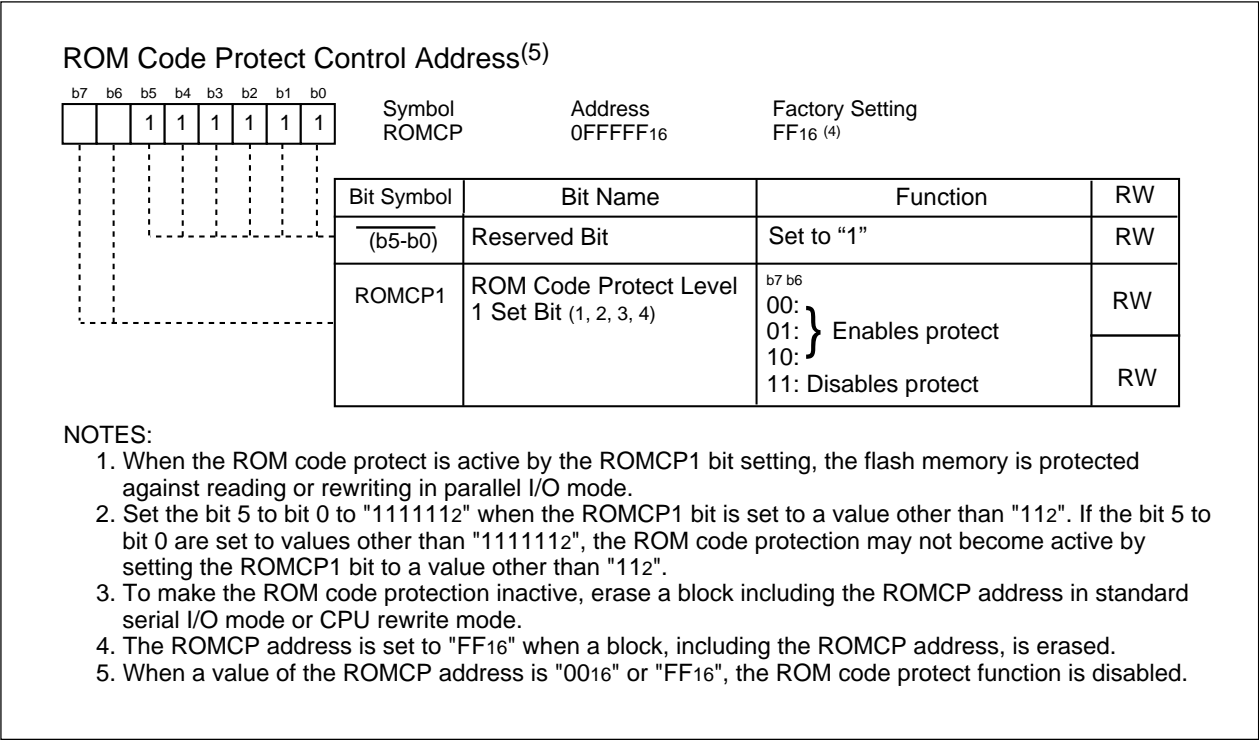 ROM Code Protect Control Address(5)
b7 b6 b5 b4 b3 b2 b1 b0
1 1 1 1 1 1
Symbol Address Factory Setting
ROMCP 0FFFFF16 FF16 (4)
Bit Symbol Bit Name Function RW
(b5-b0) Reserved Bit Set to “1” RW
ROMCP1 ROM Code Protect Level
1 Set Bit (1, 2, 3, 4)
b7 b6
00:
01: } Enables protect
10:
11: Disables protect
RW
RW
NOTES:
1. When the ROM code protect is active by the ROMCP1 bit setting, the flash memory is protected
against reading or rewriting in parallel I/O mode.
2. Set the bit 5 to bit 0 to "1111112" when the ROMCP1 bit is set to a value other than "112". If the bit 5 to
bit 0 are set to values other than "1111112", the ROM code protection may not become active by
setting the ROMCP1 bit to a value other than "112".
3. To make the ROM code protection inactive, erase a block including the ROMCP address in standard
serial I/O mode or CPU rewrite mode.
4. The ROMCP address is set to "FF16" when a block, including the ROMCP address, is erased.
5. When a value of the ROMCP address is "0016" or "FF16", the ROM code protect function is disabled.